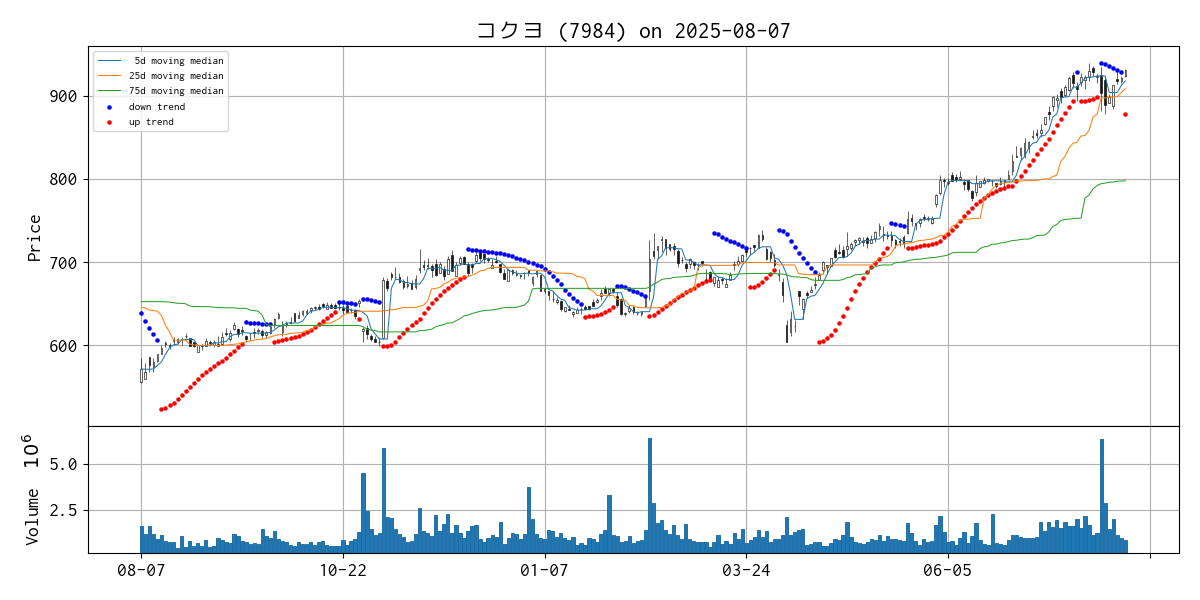 コクヨ (7984) on 2025-08-07
5d moving median
25d moving median
75d moving median
down trend
up trend
Price
900
800
700
600
Volume 10^6
5.0
2.5
08-07 10-22 01-07 03-24 06-05